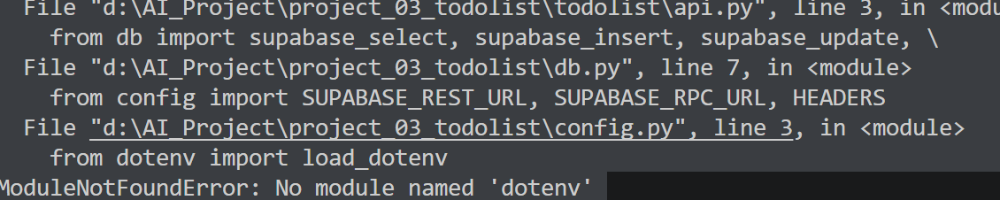 File "d:\AI_Project\project_03_todolist\todolist\api.py", line 3, in <modu
from db import supabase_select, supabase_insert, supabase_update, \
File "d:\AI_Project\project_03_todolist\db.py", line 7, in <module>
from config import SUPABASE_REST_URL, SUPABASE_RPC_URL, HEADERS
File "d:\AI_Project\project_03_todolist\config.py", line 3, in <module>
from dotenv import load_dotenv
ModuleNotFoundError: No module named 'dotenv'